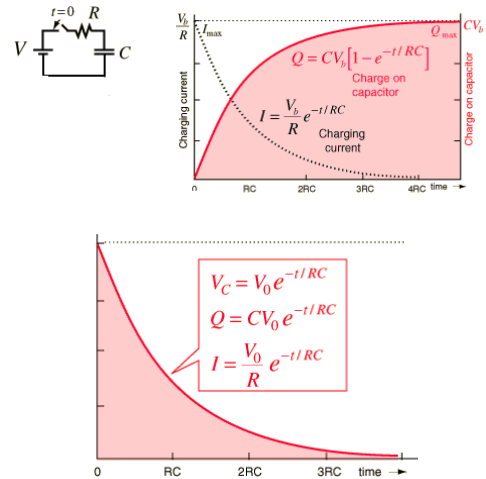 t=0
R
V
C
V_b/R
I_max
Q_max
CV_b
Q = CV_b[1 − e^{−t/RC}]
Charge on
capacitor
I = V_b/R e^{−t/RC}
Charging
current
Charging current
Charge on capacitor
0 RC 2RC 3RC 4RC time
V_C = V_0 e^{−t/RC}
Q = CV_0 e^{−t/RC}
I = V_0/R e^{−t/RC}
0 RC 2RC 3RC time